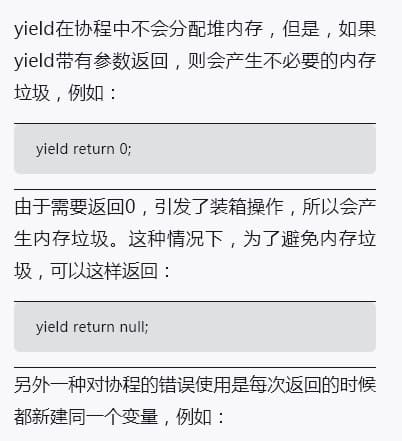 yield在协程中不会分配堆内存，但是，如果
yield带有参数返回，则会产生不必要的内存
垃圾，例如：
yield return 0;
由于需要返回0，引发了装箱操作，所以会产
生内存垃圾。这种情况下，为了避免内存垃
圾，可以这样返回：
yield return null;
另外一种对协程的错误使用是每次返回的时候
都新建同一个变量，例如：